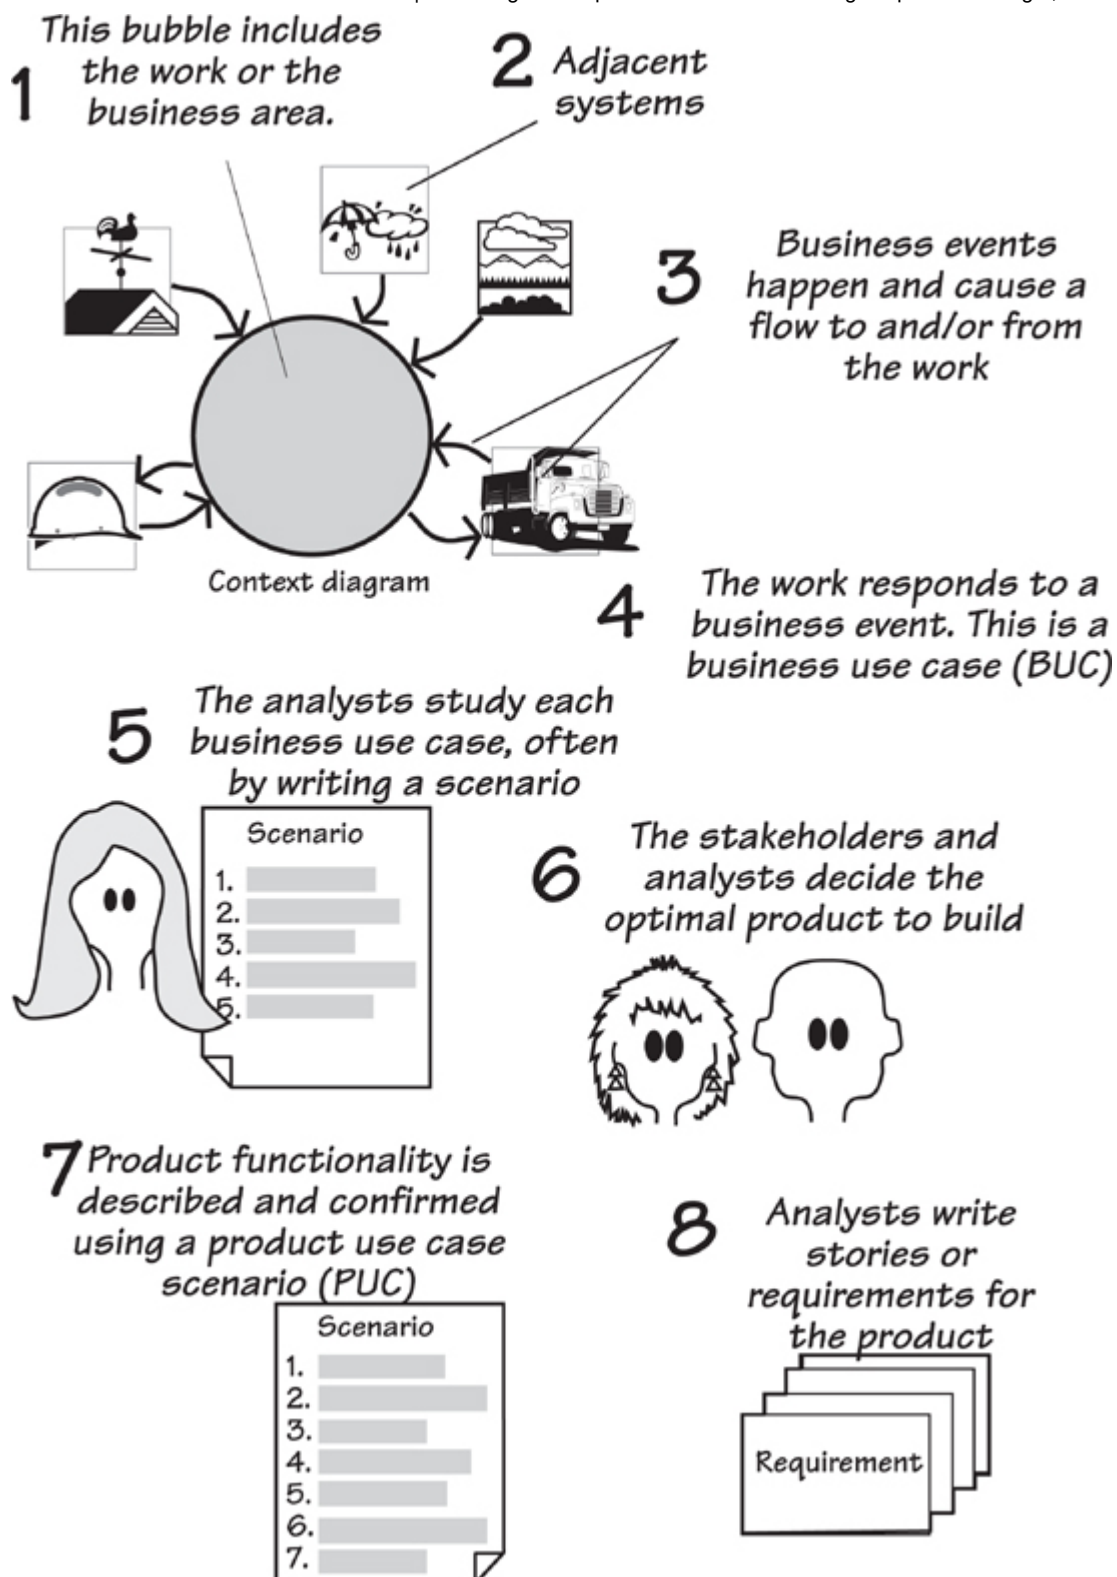 This bubble includes
1 the work or the
business area.
2 Adjacent
systems
3 Business events
happen and cause a
flow to and/or from
the work
Context diagram
4 The work responds to a
business event. This is a
business use case (BUC)
5 The analysts study each
business use case, often
by writing a scenario
Scenario
1.
2.
3.
4.
5.
6 The stakeholders and
analysts decide the
optimal product to build
7 Product functionality is
described and confirmed
using a product use case
scenario (PUC)
Scenario
1.
2.
3.
4.
5.
6.
7.
8 Analysts write
stories or
requirements for
the product
Requirement